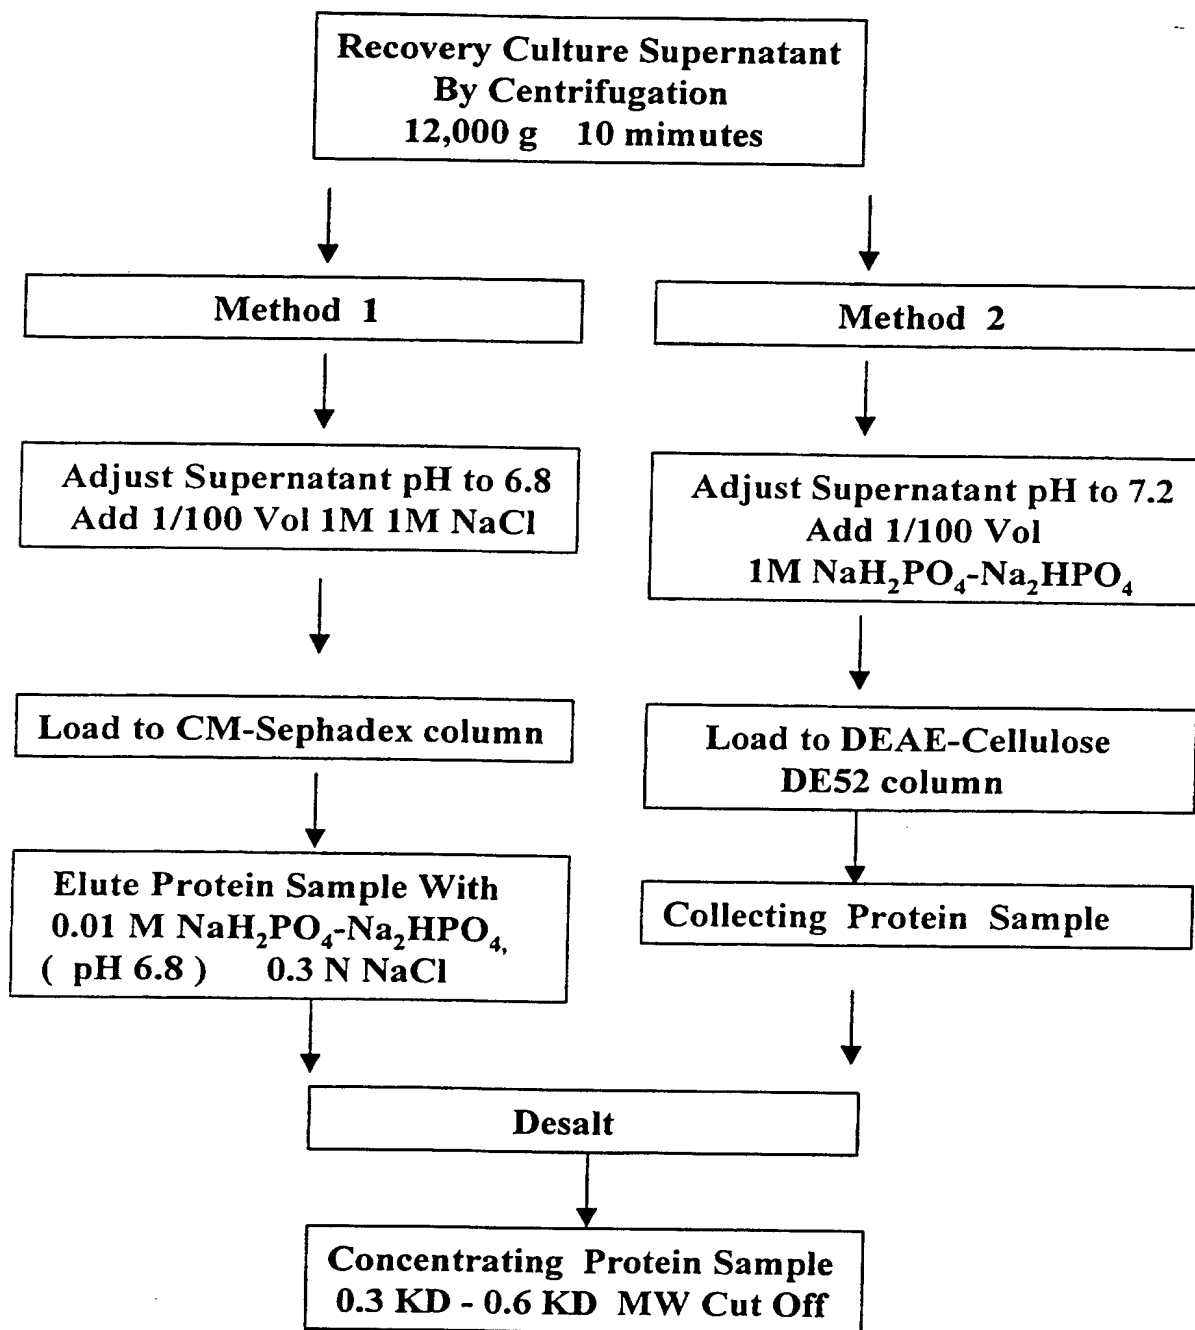 Recovery Culture Supernatant
By Centrifugation
12,000 g 10 mimutes
Method 1
Method 2
Adjust Supernatant pH to 6.8
Add 1/100 Vol 1M 1M NaCl
Adjust Supernatant pH to 7.2
Add 1/100 Vol
1M NaH₂PO₄-Na₂HPO₄
Load to CM-Sephadex column
Load to DEAE-Cellulose
DE52 column
Elute Protein Sample With
0.01 M NaH₂PO₄-Na₂HPO₄,
( pH 6.8 ) 0.3 N NaCl
Collecting Protein Sample
Desalt
Concentrating Protein Sample
0.3 KD - 0.6 KD MW Cut Off